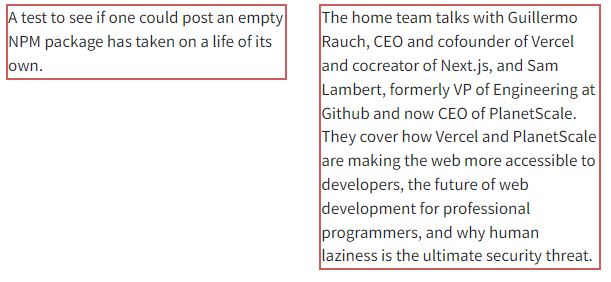 A test to see if one could post an empty
NPM package has taken on a life of its
own.
The home team talks with Guillermo
Rauch, CEO and cofounder of Vercel
and cocreator of Next.js, and Sam
Lambert, formerly VP of Engineering at
Github and now CEO of PlanetScale.
They cover how Vercel and PlanetScale
are making the web more accessible to
developers, the future of web
development for professional
programmers, and why human
laziness is the ultimate security threat.